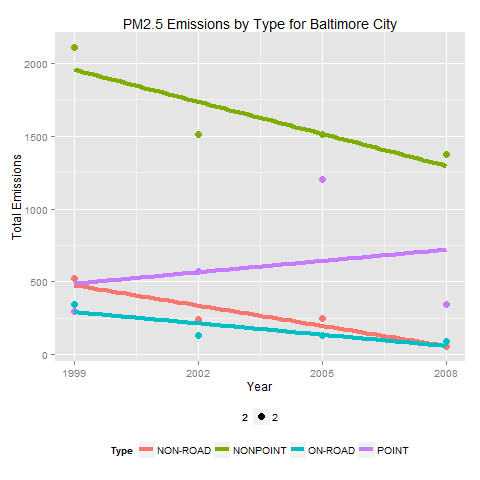 PM2.5 Emissions by Type for Baltimore City
Total Emissions
2000
1500
1000
500
0
1999 2002 2005 2008
Year
2 2
Type NON-ROAD NONPOINT ON-ROAD POINT